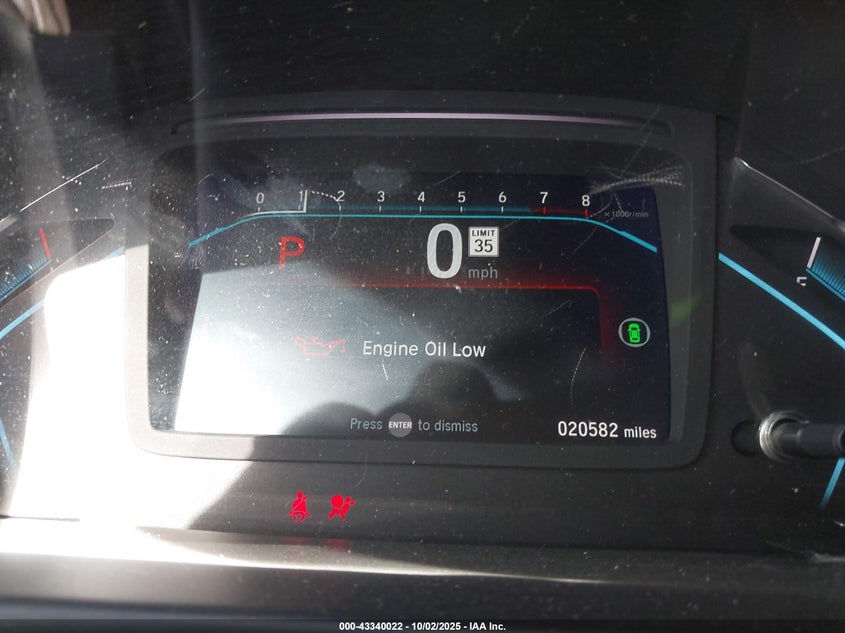 0 1 2 3 4 5 6 7 8
×1000r/min
P 0 mph
LIMIT
35
Engine Oil Low
Press ENTER to dismiss
020582 miles
000-43340022 - 10/02/2025 - IAA Inc.